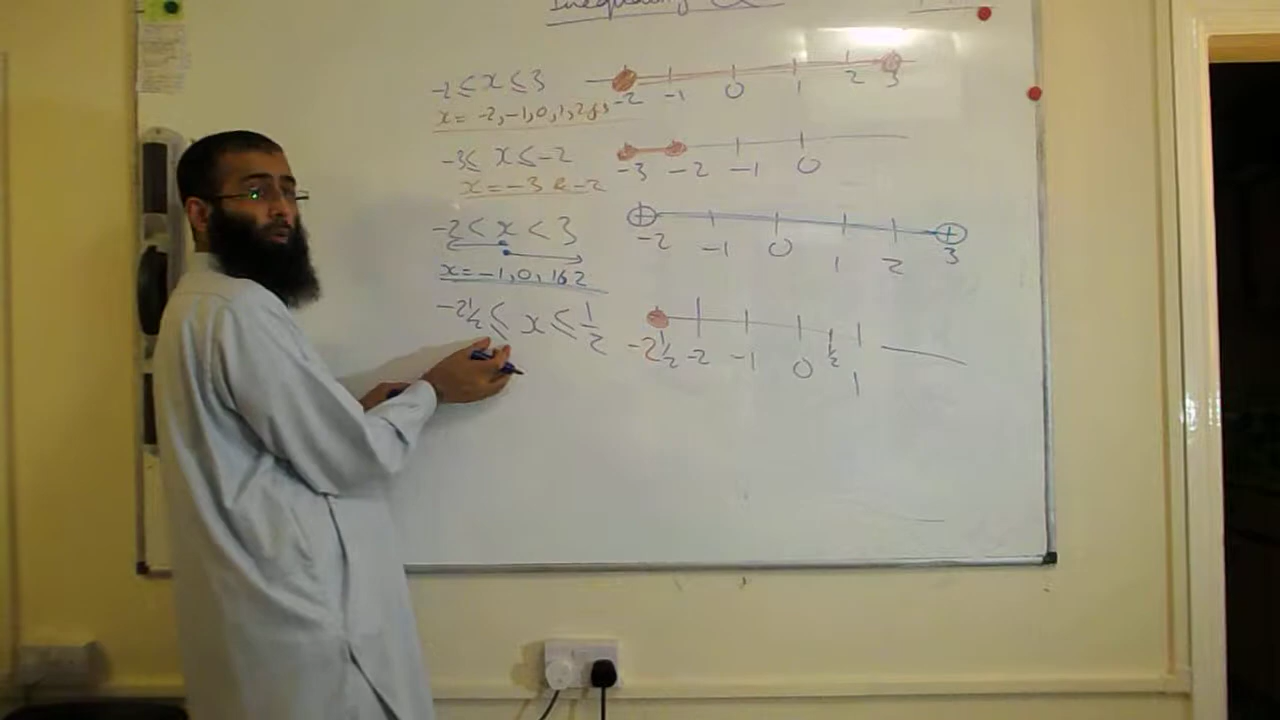 Inequality
-2 ≤ x ≤ 3
-2 -1 0 1 2 3
x = -2, -1, 0, 1, 2 & 3
-3 ≤ x ≤ -2
-3 -2 -1 0
x = -3 & -2
-2 < x < 3
-2 -1 0 1 2 3
x = -1, 0, 1 & 2
-2½ ≤ x ≤ ½
-2½ -2 -1 0 ½ 1